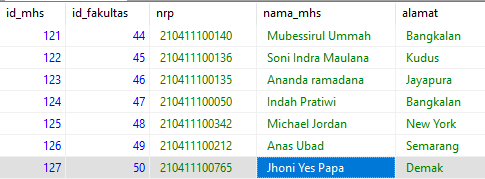 id_mhs id_fakultas nrp nama_mhs alamat
121 44 210411100140 Mubessirul Ummah Bangkalan
122 45 210411100136 Soni Indra Maulana Kudus
123 46 210411100135 Ananda ramadana Jayapura
124 47 210411100050 Indah Pratiwi Bangkalan
125 48 210411100342 Michael Jordan New York
126 49 210411100212 Anas Ubad Semarang
127 50 210411100765 Jhoni Yes Papa Demak